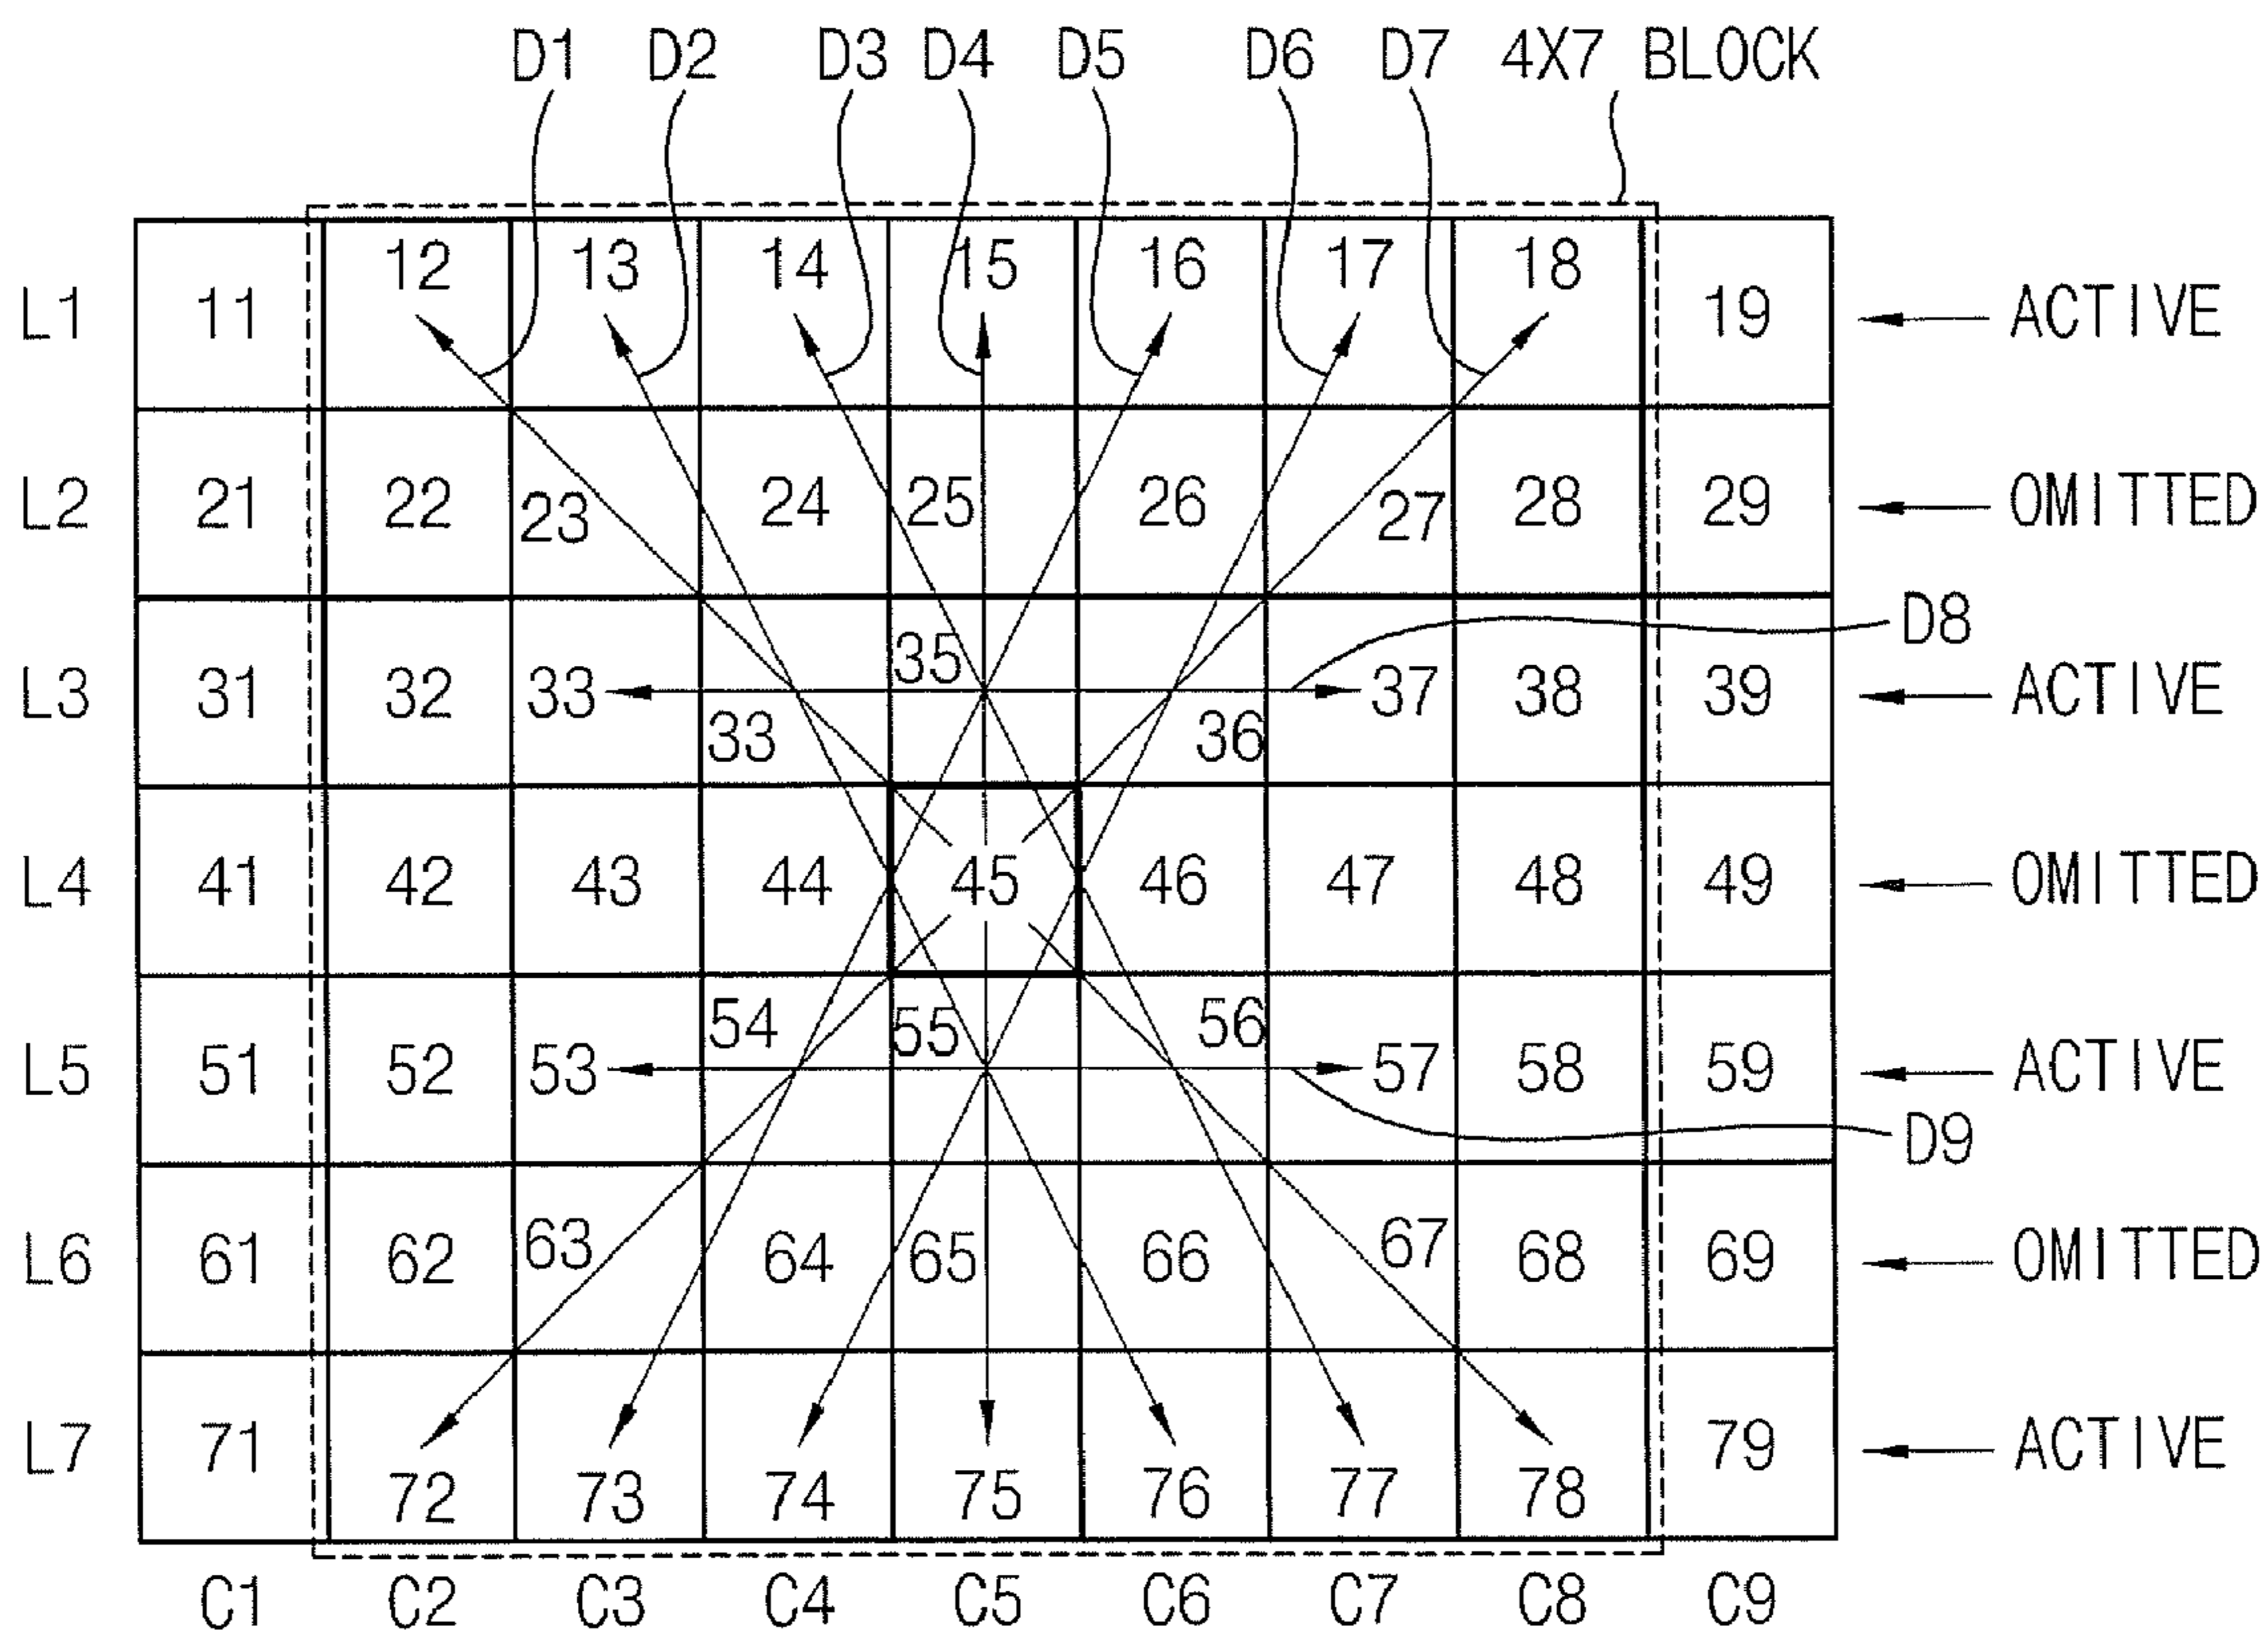 D1 D2 D3 D4 D5 D6 D7 4X7 BLOCK
L1 11 12 13 14 15 16 17 18 19 ACTIVE
L2 21 22 23 24 25 26 27 28 29 OMITTED
D8
L3 31 32 33 33 35 36 37 38 39 ACTIVE
L4 41 42 43 44 45 46 47 48 49 OMITTED
L5 51 52 53 54 55 56 57 58 59 ACTIVE
D9
L6 61 62 63 64 65 66 67 68 69 OMITTED
L7 71 72 73 74 75 76 77 78 79 ACTIVE
C1 C2 C3 C4 C5 C6 C7 C8 C9